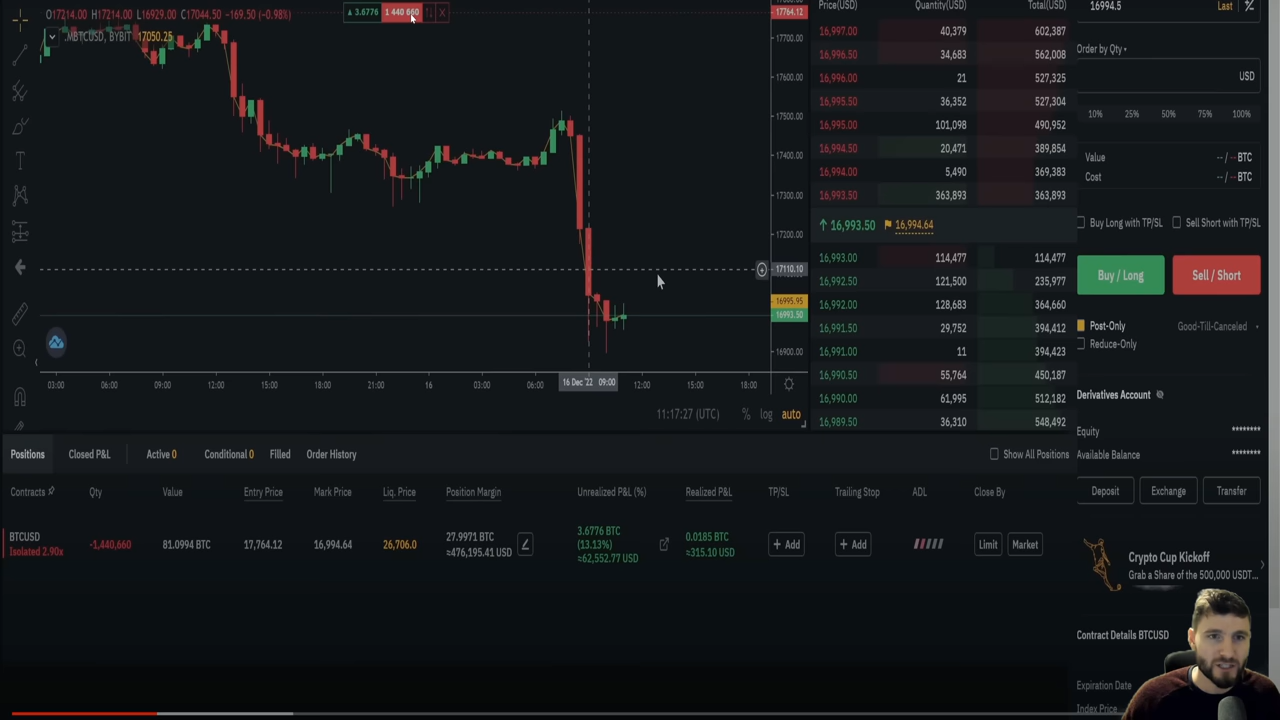 O17214.00 H17214.00 L16929.00 C17044.50 -169.50 (-0.98%)
.MBTCUSD, BYBIT 17050.25
3.6776 1 440 660
17764.12
17700.00
17600.00
17500.00
17400.00
17300.00
17200.00
17110.10
16995.95
16993.50
16900.00
03:00 06:00 09:00 12:00 15:00 18:00 21:00 16 03:00 06:00 16 Dec '22 09:00 12:00 15:00 18:00
11:17:27 (UTC) % log auto
Price(USD) Quantity(USD) Total(USD)
16,997.00 40,379 602,387
16,996.50 34,683 562,008
16,996.00 21 527,325
16,995.50 36,352 527,304
16,995.00 101,098 490,952
16,994.50 20,471 389,854
16,994.00 5,490 369,383
16,993.50 363,893 363,893
16,993.50 16,994.64
16,993.00 114,477 114,477
16,992.50 121,500 235,977
16,992.00 128,683 364,660
16,991.50 29,752 394,412
16,991.00 11 394,423
16,990.50 55,764 450,187
16,990.00 61,995 512,182
16,989.50 36,310 548,492
16994.5 Last
Order by Qty
USD
10% 25% 50% 75% 100%
Value -- / -- BTC
Cost -- / -- BTC
Buy Long with TP/SL Sell Short with TP/SL
Buy / Long Sell / Short
Post-Only Good-Till-Canceled
Reduce-Only
Derivatives Account
Equity ********
Available Balance ********
Deposit Exchange Transfer
Crypto Cup Kickoff
Grab a Share of the 500,000 USDT...
Contract Details BTCUSD
Expiration Date
Index Price
Positions Closed P&L Active 0 Conditional 0 Filled Order History Show All Positions
Contracts Qty Value Entry Price Mark Price Liq. Price Position Margin Unrealized P&L (%) Realized P&L TP/SL Trailing Stop ADL Close By
BTCUSD
Isolated 2.90x
-1,440,660 81.0994 BTC 17,764.12 16,994.64 26,706.0
27.9971 BTC
≈476,195.41 USD
3.6776 BTC
(13.13%)
≈62,552.77 USD
0.0185 BTC
≈315.10 USD
+ Add + Add Limit Market